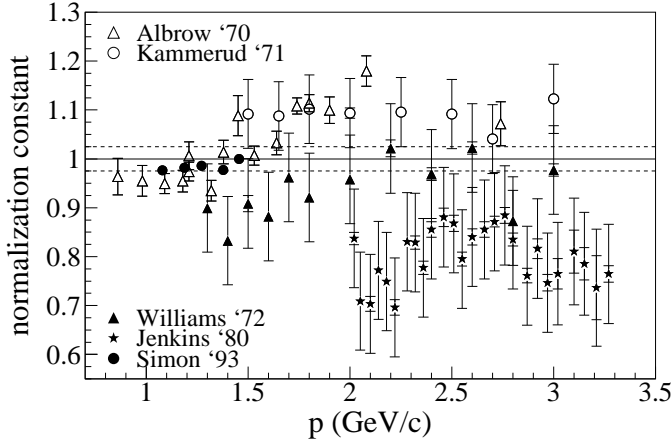 Albrow ‘70
Kammerud ‘71
1.3
1.2
1.1
1
0.9
0.8
0.7
0.6
normalization constant
Williams ‘72
Jenkins ‘80
Simon ‘93
1 1.5 2 2.5 3 3.5
p (GeV/c)